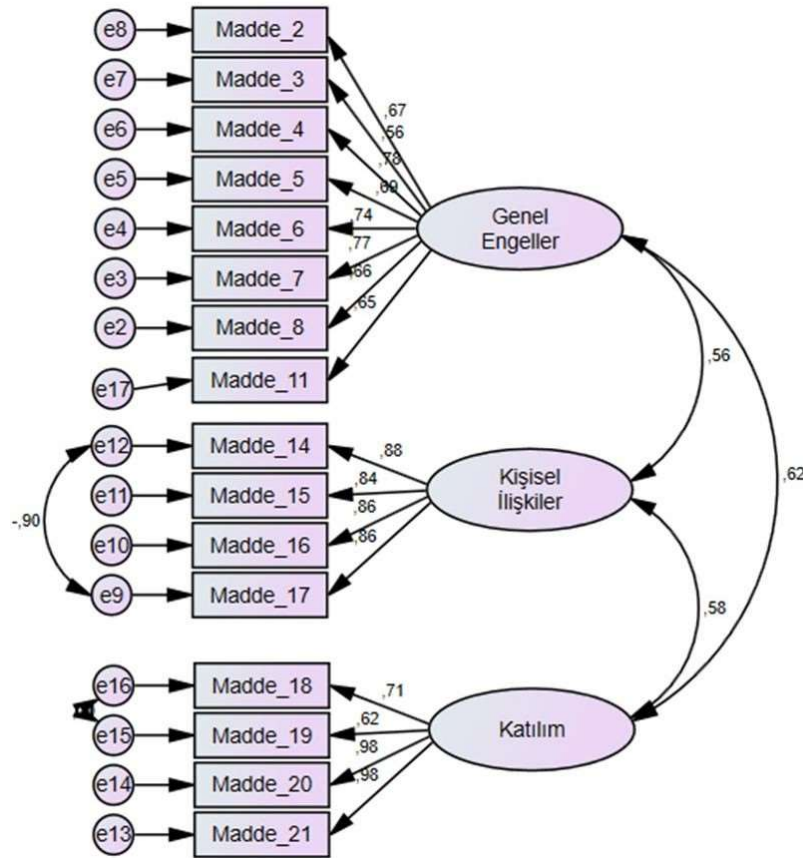 e8
Madde_2
e7
Madde_3
e6
Madde_4
e5
Madde_5
e4
Madde_6
e3
Madde_7
e2
Madde_8
e17
Madde_11
,67
,56
,78
,69
,74
,77
,66
,65
Genel
Engeller
,56
,62
e12
Madde_14
e11
Madde_15
e10
Madde_16
e9
Madde_17
-,90
,88
,84
,86
,86
Kişisel
İlişkiler
,58
e16
Madde_18
e15
Madde_19
e14
Madde_20
e13
Madde_21
,71
,62
,98
,98
Katılım